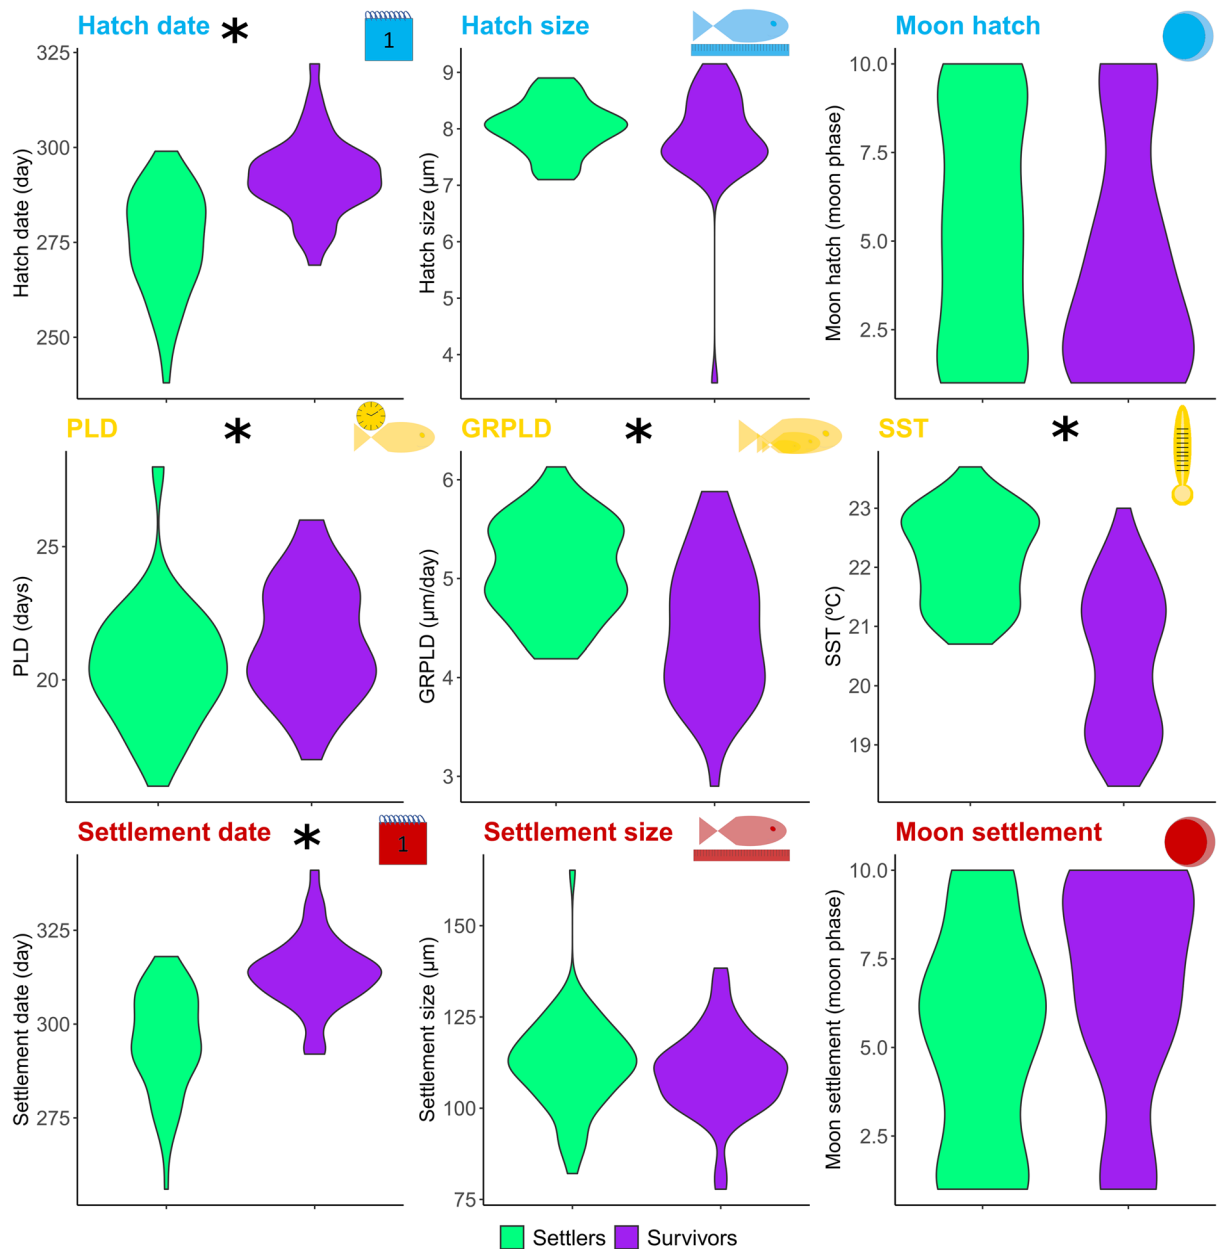 Hatch date *
1
325
300
275
250
Hatch date (day)
Hatch size
9
8
7
6
5
4
Hatch size (µm)
Moon hatch
10.0
7.5
5.0
2.5
Moon hatch (moon phase)
PLD *
25
20
PLD (days)
GRPLD *
6
5
4
3
GRPLD (µm/day)
SST *
23
22
21
20
19
SST (ºC)
Settlement date *
1
325
300
275
Settlement date (day)
Settlement size
150
125
100
75
Settlement size (µm)
Moon settlement
10.0
7.5
5.0
2.5
Moon settlement (moon phase)
Settlers Survivors